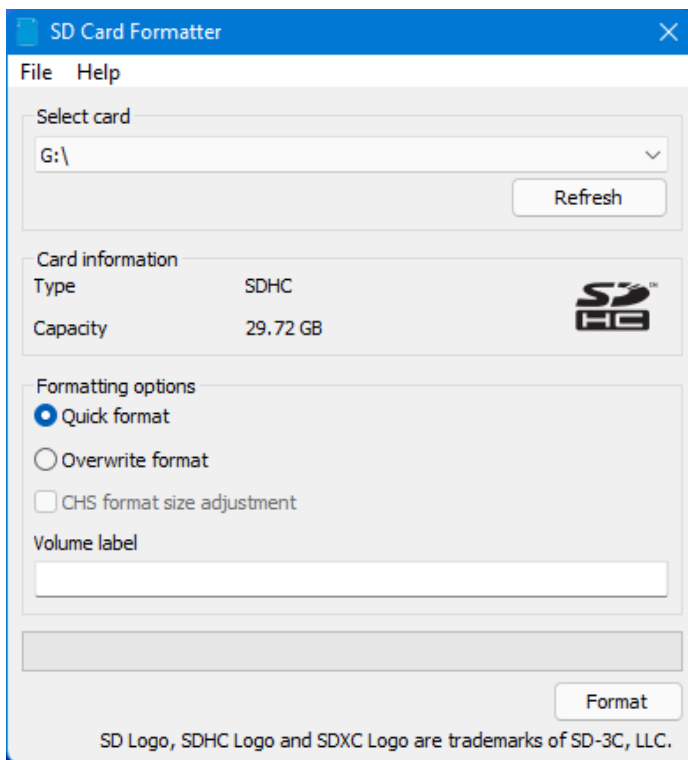 SD Card Formatter
File Help
Select card
G:\
Refresh
Card information
Type SDHC
SD™
HC
Capacity 29.72 GB
Formatting options
Quick format
Overwrite format
CHS format size adjustment
Volume label
Format
SD Logo, SDHC Logo and SDXC Logo are trademarks of SD-3C, LLC.